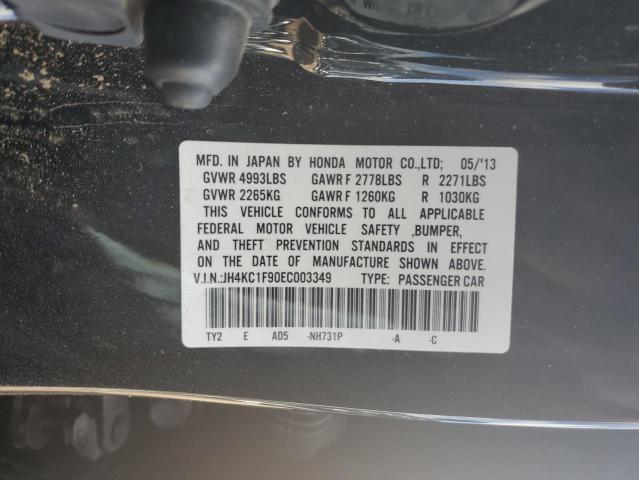 MFD. IN JAPAN BY HONDA MOTOR CO.,LTD; 05/'13
GVWR 4993LBS GAWR F 2778LBS R 2271LBS
GVWR 2265KG GAWR F 1260KG R 1030KG
THIS VEHICLE CONFORMS TO ALL APPLICABLE
FEDERAL MOTOR VEHICLE SAFETY ,BUMPER,
AND THEFT PREVENTION STANDARDS IN EFFECT
ON THE DATE OF MANUFACTURE SHOWN ABOVE.
V.I.N.:JH4KC1F90EC003349 TYPE: PASSENGER CAR
TY2 E AD5 -NH731P -A -C